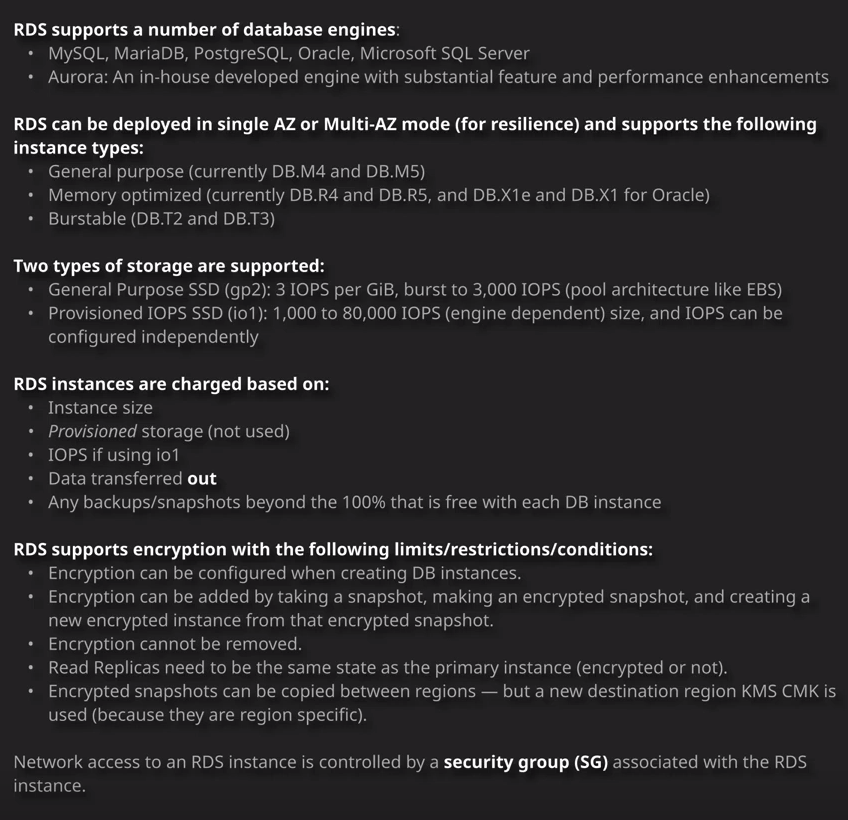 RDS supports a number of database engines:
• MySQL, MariaDB, PostgreSQL, Oracle, Microsoft SQL Server
• Aurora: An in-house developed engine with substantial feature and performance enhancements
RDS can be deployed in single AZ or Multi-AZ mode (for resilience) and supports the following
instance types:
• General purpose (currently DB.M4 and DB.M5)
• Memory optimized (currently DB.R4 and DB.R5, and DB.X1e and DB.X1 for Oracle)
• Burstable (DB.T2 and DB.T3)
Two types of storage are supported:
• General Purpose SSD (gp2): 3 IOPS per GiB, burst to 3,000 IOPS (pool architecture like EBS)
• Provisioned IOPS SSD (io1): 1,000 to 80,000 IOPS (engine dependent) size, and IOPS can be
configured independently
RDS instances are charged based on:
• Instance size
• Provisioned storage (not used)
• IOPS if using io1
• Data transferred out
• Any backups/snapshots beyond the 100% that is free with each DB instance
RDS supports encryption with the following limits/restrictions/conditions:
• Encryption can be configured when creating DB instances.
• Encryption can be added by taking a snapshot, making an encrypted snapshot, and creating a
new encrypted instance from that encrypted snapshot.
• Encryption cannot be removed.
• Read Replicas need to be the same state as the primary instance (encrypted or not).
• Encrypted snapshots can be copied between regions — but a new destination region KMS CMK is
used (because they are region specific).
Network access to an RDS instance is controlled by a security group (SG) associated with the RDS
instance.